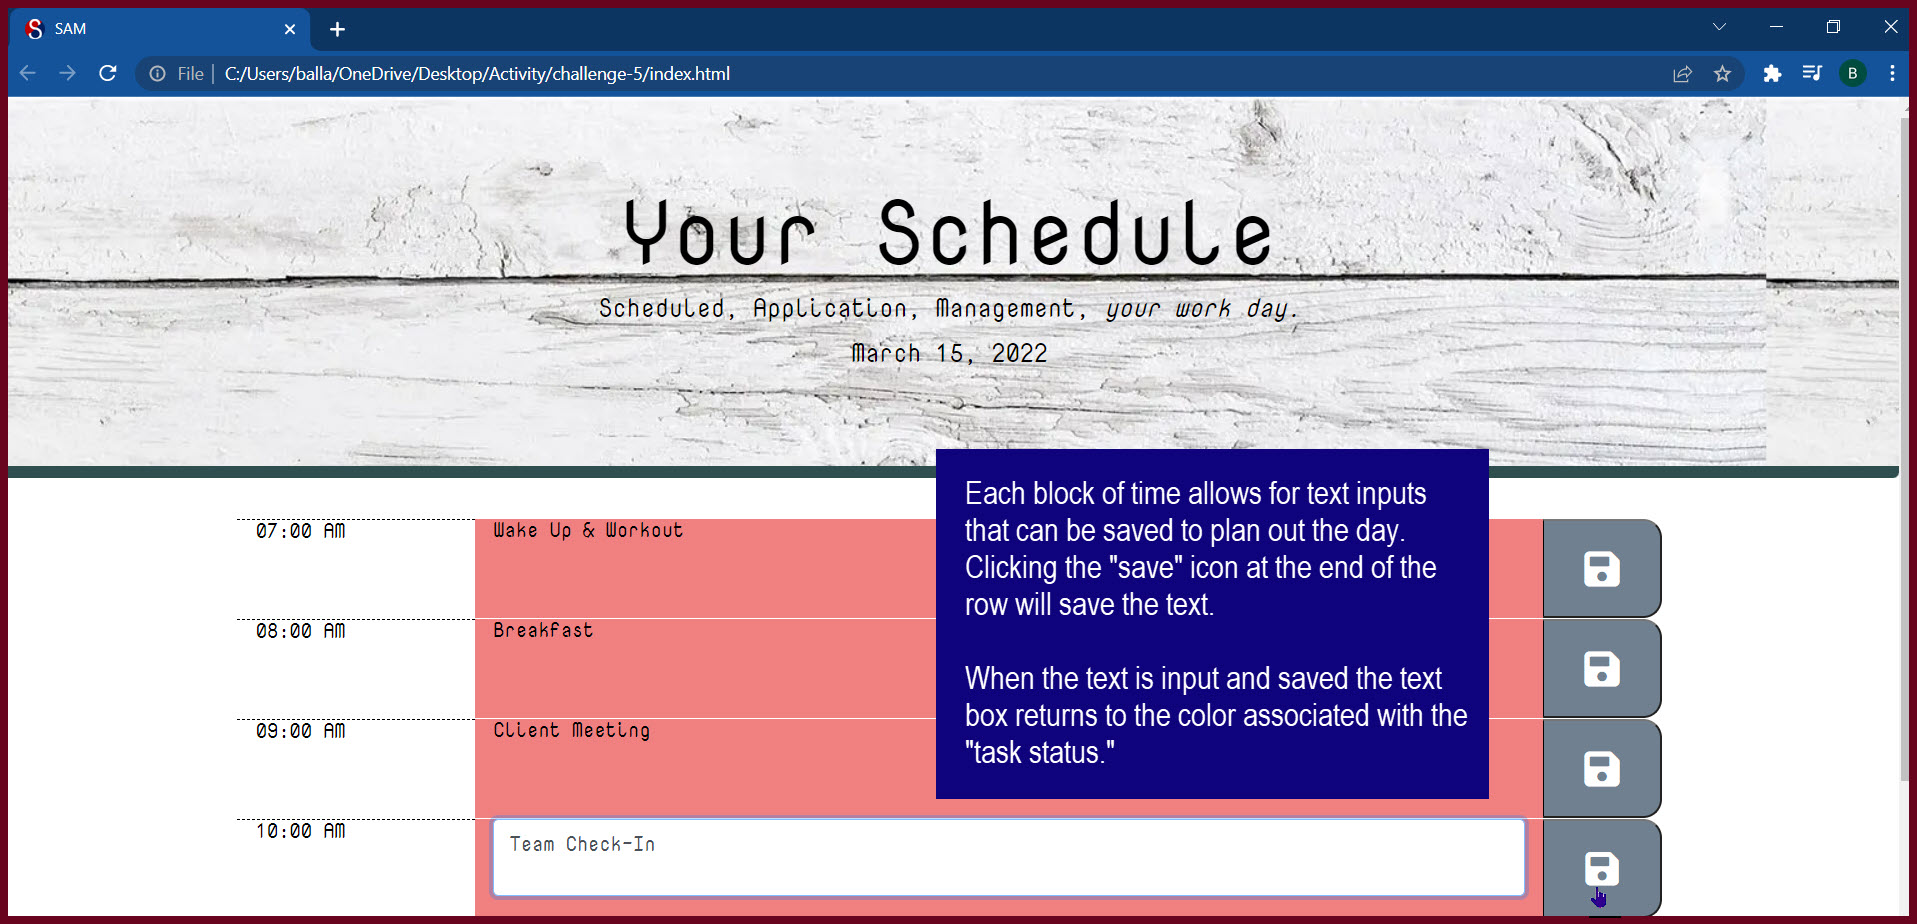 SAM
File | C:/Users/balla/OneDrive/Desktop/Activity/challenge-5/index.html
B
Your Schedule
Scheduled, Application, Management, your work day.
March 15, 2022
Each block of time allows for text inputs
that can be saved to plan out the day.
Clicking the "save" icon at the end of the
row will save the text.
When the text is input and saved the text
box returns to the color associated with the
"task status."
07:00 AM Wake Up & Workout
08:00 AM Breakfast
09:00 AM Client Meeting
10:00 AM Team Check-In